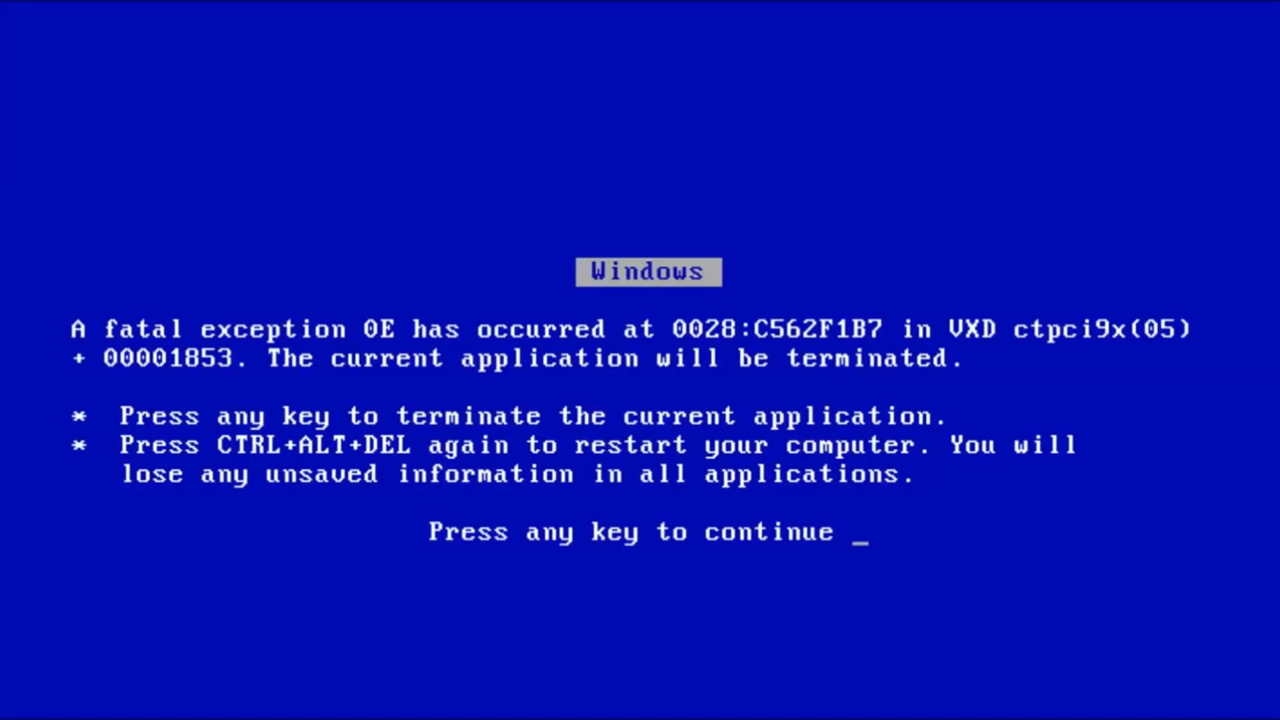 Windows
A fatal exception 0E has occurred at 0028:C562F1B7 in VXD ctpci9x(05)
+ 00001853. The current application will be terminated.
* Press any key to terminate the current application.
* Press CTRL+ALT+DEL again to restart your computer. You will
lose any unsaved information in all applications.
Press any key to continue _